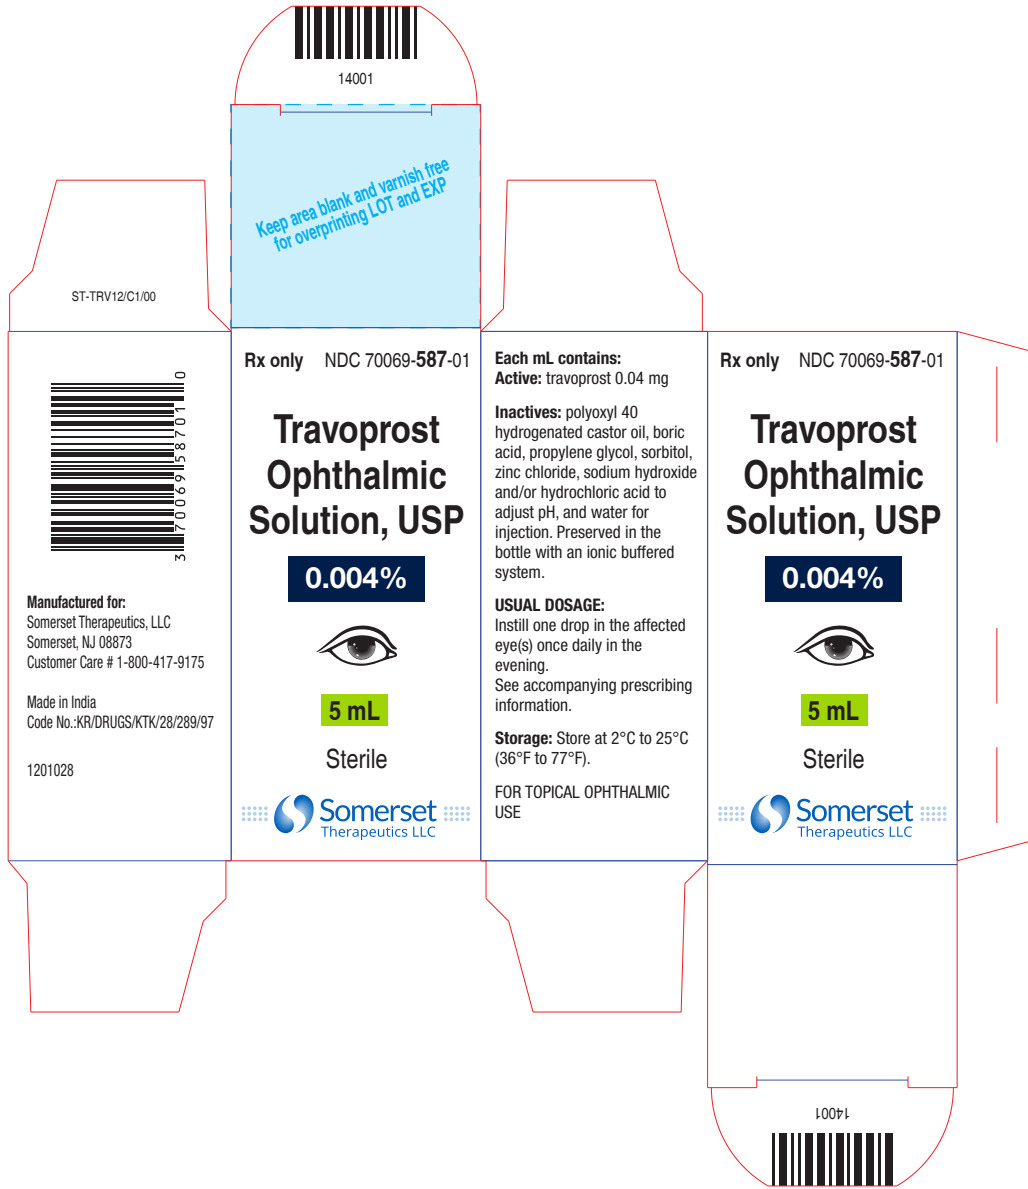 14001
Keep area blank and varnish free
for overprinting LOT and EXP
ST-TRV12/C1/00
3 70069 58701 0
Manufactured for:
Somerset Therapeutics, LLC
Somerset, NJ 08873
Customer Care # 1-800-417-9175
Made in India
Code No.:KR/DRUGS/KTK/28/289/97
1201028
Rx only NDC 70069-587-01
Travoprost
Ophthalmic
Solution, USP
0.004%
5 mL
Sterile
Somerset
Therapeutics LLC
Each mL contains:
Active: travoprost 0.04 mg
Inactives: polyoxyl 40
hydrogenated castor oil, boric
acid, propylene glycol, sorbitol,
zinc chloride, sodium hydroxide
and/or hydrochloric acid to
adjust pH, and water for
injection. Preserved in the
bottle with an ionic buffered
system.
USUAL DOSAGE:
Instill one drop in the affected
eye(s) once daily in the
evening.
See accompanying prescribing
information.
Storage: Store at 2°C to 25°C
(36°F to 77°F).
FOR TOPICAL OPHTHALMIC
USE
Rx only NDC 70069-587-01
Travoprost
Ophthalmic
Solution, USP
0.004%
5 mL
Sterile
Somerset
Therapeutics LLC
14001